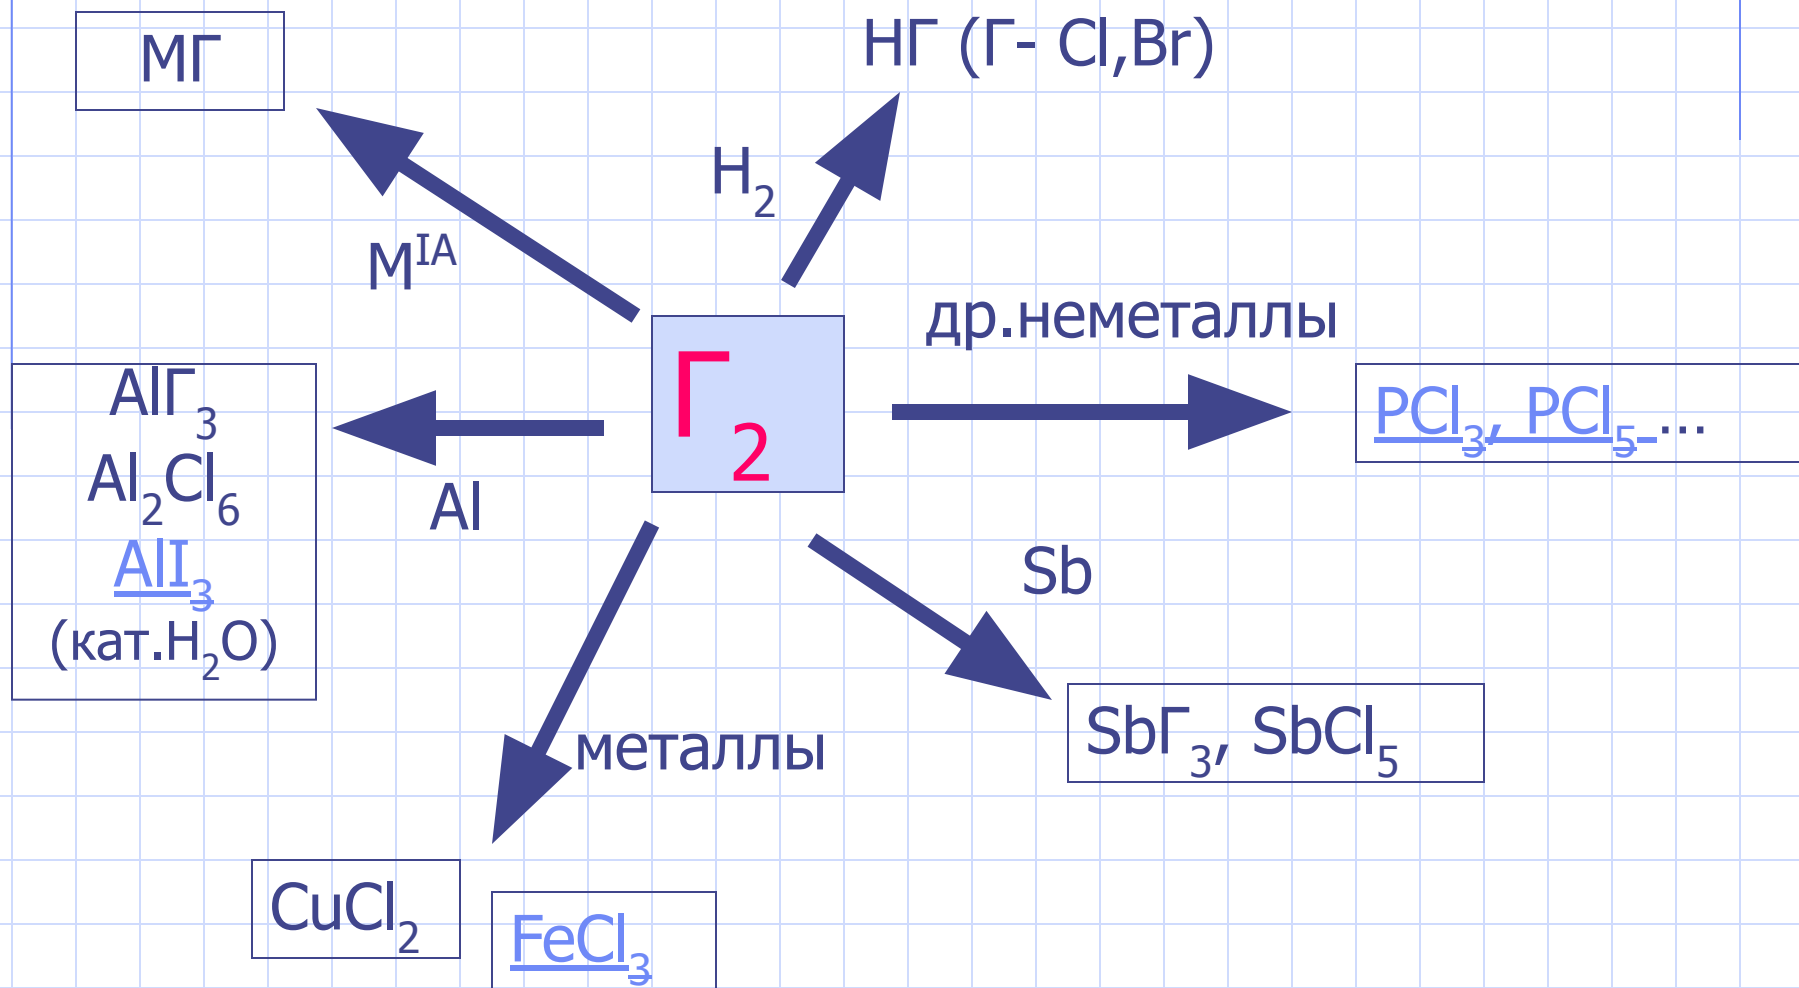 МГ
НГ (Г- Cl,Br)
H₂
Mᴵᴬ
др.неметаллы
Г₂
AlГ₃
Al₂Cl₆
AlI₃
(кат.H₂O)
Al
PCl₃, PCl₅ ...
Sb
SbГ₃, SbCl₅
металлы
CuCl₂
FeCl₃